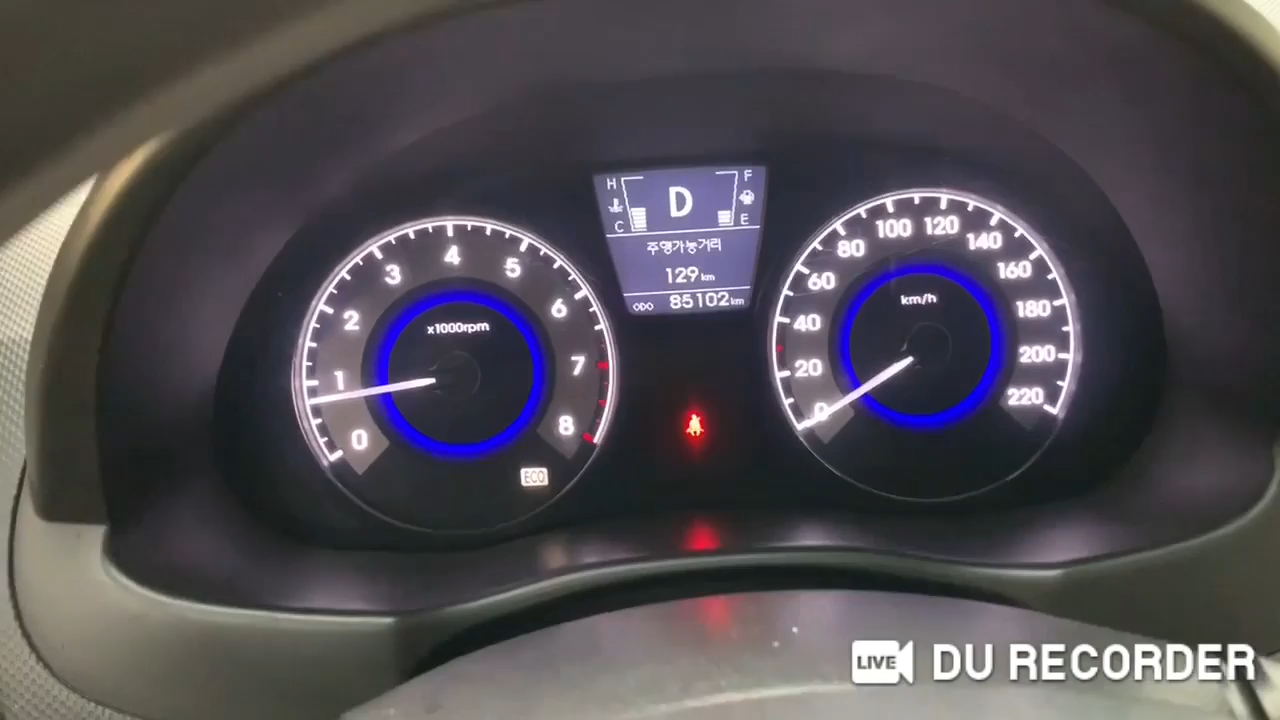 H
F
D
C
E
주행가능거리
129 km
ODO 85102 km
0
1
2
3
4
5
6
7
8
x1000rpm
ECO
0
20
40
60
80
100
120
140
160
180
200
220
km/h
LIVE DU RECORDER